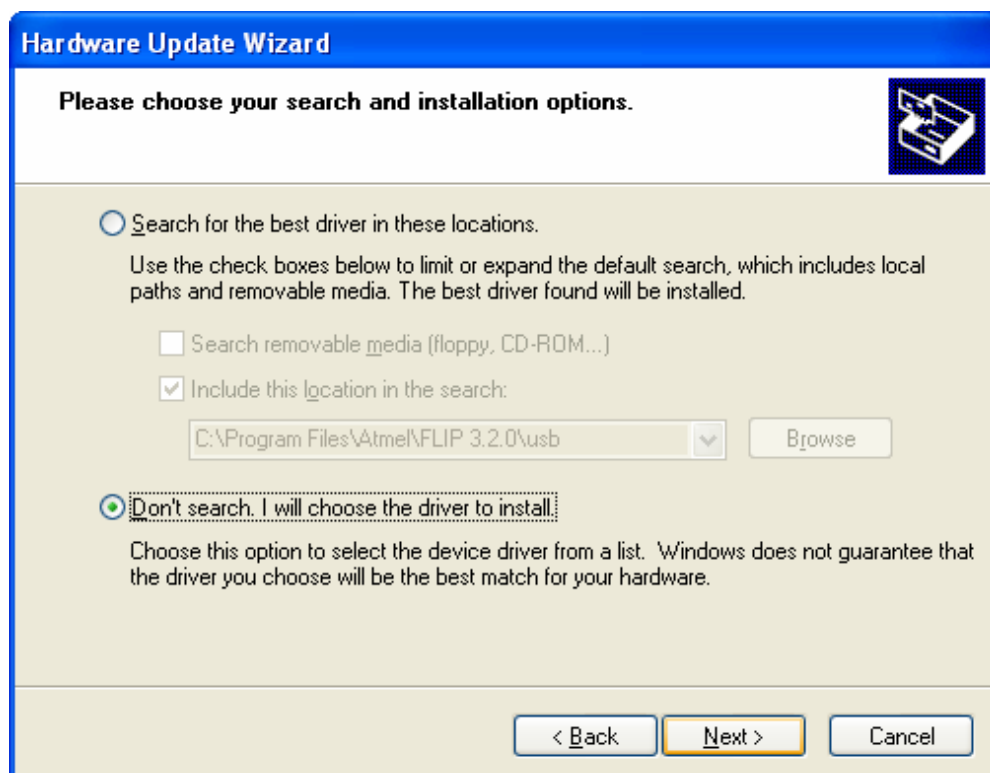 Hardware Update Wizard
Please choose your search and installation options.
Search for the best driver in these locations.
Use the check boxes below to limit or expand the default search, which includes local
paths and removable media. The best driver found will be installed.
Search removable media (floppy, CD-ROM...)
Include this location in the search:
C:\Program Files\Atmel\FLIP 3.2.0\usb
Browse
Don't search. I will choose the driver to install.
Choose this option to select the device driver from a list. Windows does not guarantee that
the driver you choose will be the best match for your hardware.
< Back Next > Cancel